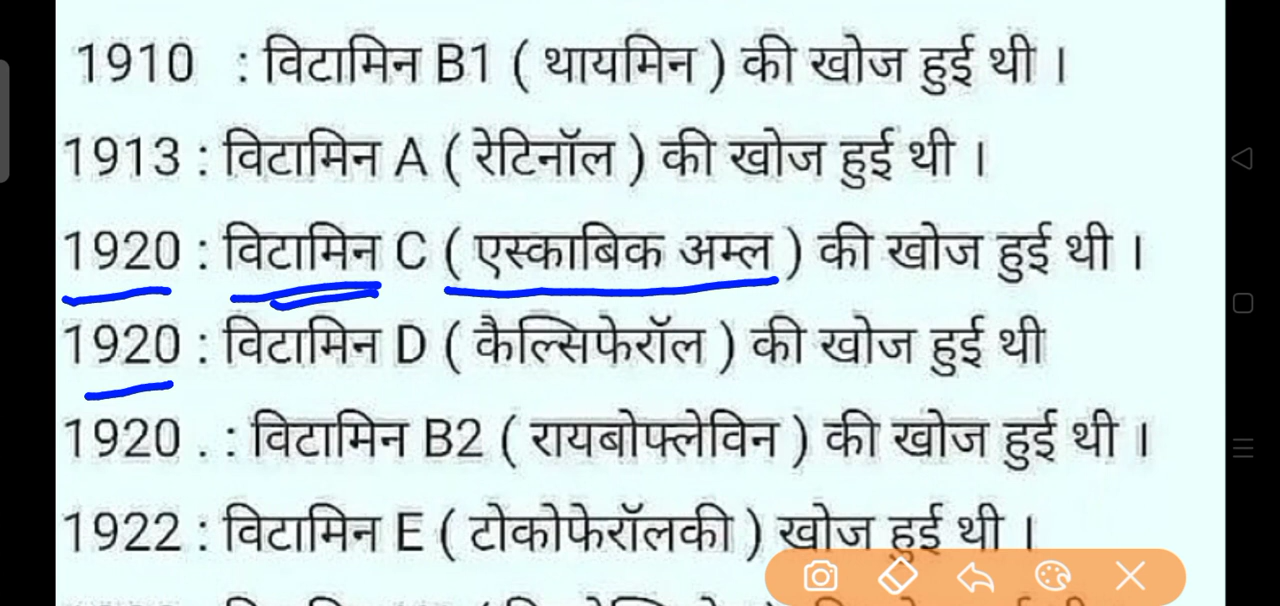 1910 : विटामिन B1 ( थायमिन ) की खोज हुई थी ।
1913 : विटामिन A ( रेटिनॉल ) की खोज हुई थी ।
1920 : विटामिन C ( एस्काबिक अम्ल ) की खोज हुई थी ।
1920 : विटामिन D ( कैल्सिफेरॉल ) की खोज हुई थी
1920 . : विटामिन B2 ( रायबोफ्लेविन ) की खोज हुई थी ।
1922 : विटामिन E ( टोकोफेरॉलकी ) खोज हुई थी ।